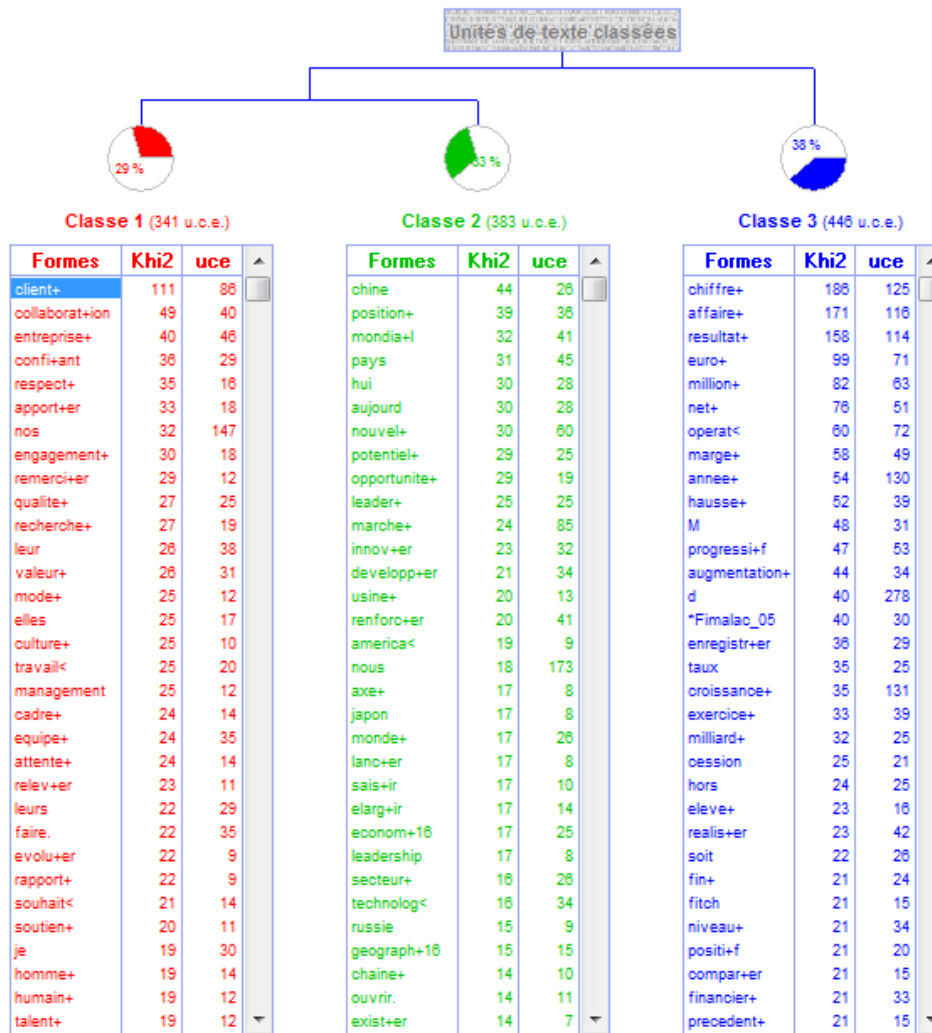 Unités de texte classées
29 % 33 % 38 %
Classe 1 (341 u.c.e.) Classe 2 (383 u.c.e.) Classe 3 (446 u.c.e.)
Formes Khi2 uce Formes Khi2 uce Formes Khi2 uce
client+ 111 86 chine 44 26 chiffre+ 186 125
collaborat+ion 49 40 position+ 39 36 affaire+ 171 116
entreprise+ 40 46 mondia+l 32 41 resultat+ 158 114
confi+ant 36 29 pays 31 45 euro+ 99 71
respect+ 35 16 hui 30 28 million+ 82 63
apport+er 33 18 aujourd 30 28 net+ 76 51
nos 32 147 nouvel+ 30 60 operat< 60 72
engagement+ 30 18 potentiel+ 29 25 marge+ 58 49
remerci+er 29 12 opportunite+ 29 19 annee+ 54 130
qualite+ 27 25 leader+ 25 25 hausse+ 52 39
recherche+ 27 19 marche+ 24 85 M 48 31
leur 26 38 innov+er 23 32 progressi+f 47 53
valeur+ 26 31 developp+er 21 34 augmentation+ 44 34
mode+ 25 12 usine+ 20 13 d 40 278
elles 25 17 renforc+er 20 41 *Fimalac_05 40 30
culture+ 25 10 america< 19 9 enregistr+er 36 29
travail< 25 20 nous 18 173 taux 35 25
management 25 12 axe+ 17 8 croissance+ 35 131
cadre+ 24 14 japon 17 8 exercice+ 33 39
equipe+ 24 35 monde+ 17 26 milliard+ 32 25
attente+ 24 14 lanc+er 17 8 cession 25 21
relev+er 23 11 sais+ir 17 10 hors 24 25
leurs 22 29 elarg+ir 17 14 eleve+ 23 16
faire. 22 35 econom+16 17 25 realis+er 23 42
evolu+er 22 9 leadership 17 8 soit 22 26
rapport+ 22 9 secteur+ 16 26 fin+ 21 24
souhait< 21 14 technolog< 16 34 fitch 21 15
soutien+ 20 11 russie 15 9 niveau+ 21 34
je 19 30 geograph+16 15 15 positi+f 21 20
homme+ 19 14 chaine+ 14 10 compar+er 21 15
humain+ 19 12 ouvrir. 14 11 financier+ 21 33
talent+ 19 12 exist+er 14 7 precedent+ 21 15